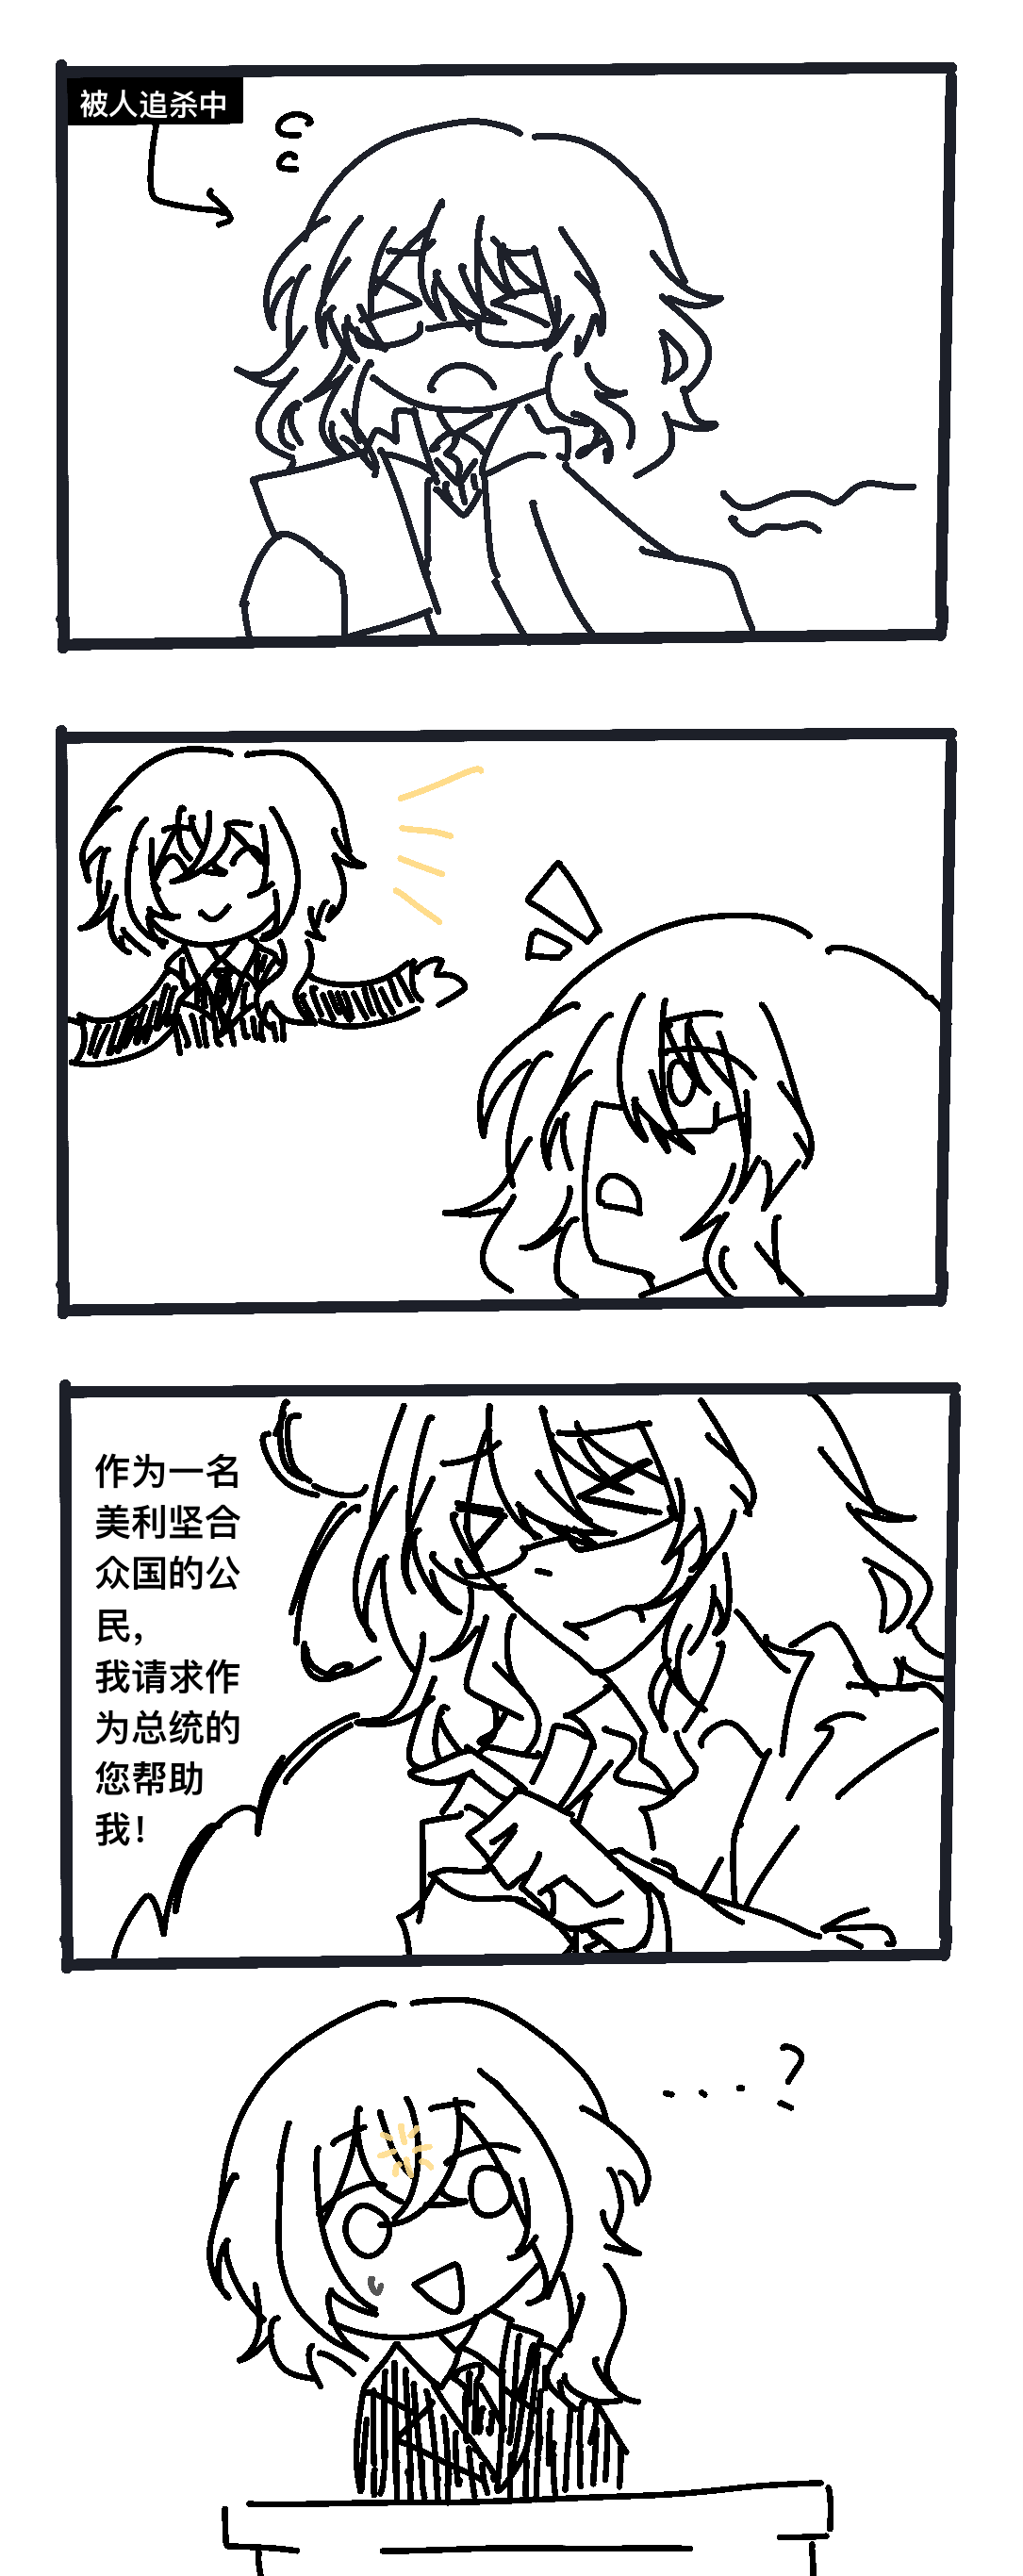 被人追杀中
作为一名
美利坚合
众国的公
民，
我请求作
为总统的
您帮助
我！
...?